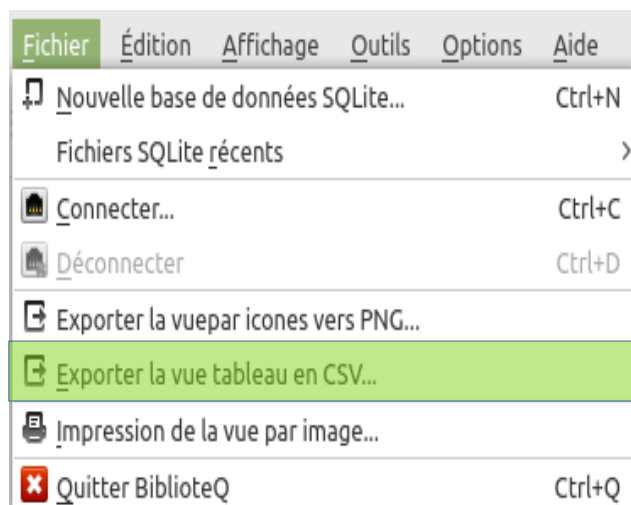 Fichier Édition Affichage Outils Options Aide
Nouvelle base de données SQLite... Ctrl+N
Fichiers SQLite récents
Connecter... Ctrl+C
Déconnecter Ctrl+D
Exporter la vuepar icones vers PNG...
Exporter la vue tableau en CSV...
Impression de la vue par image...
Quitter BiblioteQ Ctrl+Q